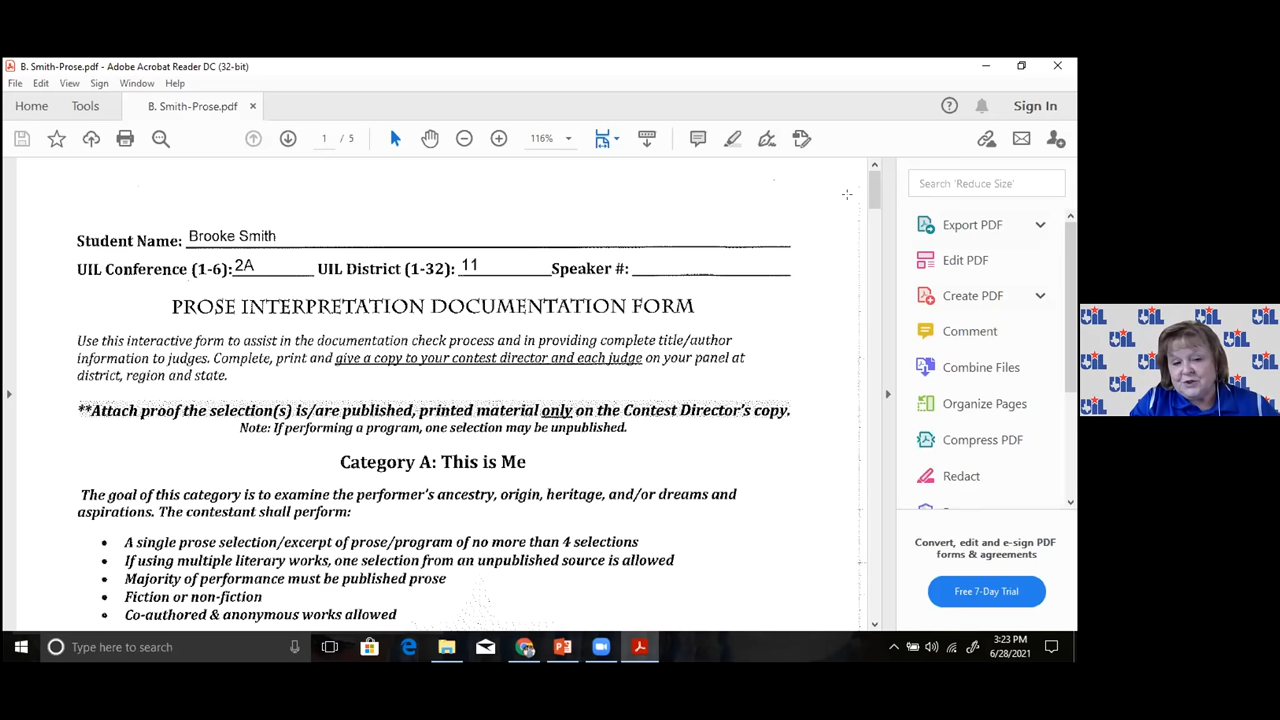 B. Smith-Prose.pdf - Adobe Acrobat Reader DC (32-bit)
File Edit View Sign Window Help
Home Tools B. Smith-Prose.pdf × Sign In
1 / 5 116%
Student Name: Brooke Smith
UIL Conference (1-6): 2A UIL District (1-32): 11 Speaker #:
PROSE INTERPRETATION DOCUMENTATION FORM
Use this interactive form to assist in the documentation check process and in providing complete title/author
information to judges. Complete, print and give a copy to your contest director and each judge on your panel at
district, region and state.
**Attach proof the selection(s) is/are published, printed material only on the Contest Director's copy.
Note: If performing a program, one selection may be unpublished.
Category A: This is Me
The goal of this category is to examine the performer's ancestry, origin, heritage, and/or dreams and
aspirations. The contestant shall perform:
• A single prose selection/excerpt of prose/program of no more than 4 selections
• If using multiple literary works, one selection from an unpublished source is allowed
• Majority of performance must be published prose
• Fiction or non-fiction
• Co-authored & anonymous works allowed
Search 'Reduce Size'
Export PDF
Edit PDF
Create PDF
Comment
Combine Files
Organize Pages
Compress PDF
Redact
Convert, edit and e-sign PDF
forms & agreements
Free 7-Day Trial
Type here to search
3:23 PM
6/28/2021
UIL UIL UIL UIL
UIL UIL
UIL UIL
UIL UIL
UIL